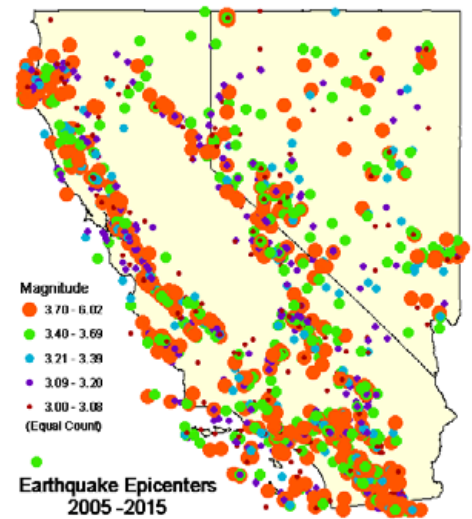 Magnitude
3.70 - 6.02
3.40 - 3.69
3.21 - 3.39
3.09 - 3.20
3.00 - 3.08
(Equal Count)
Earthquake Epicenters
2005 -2015